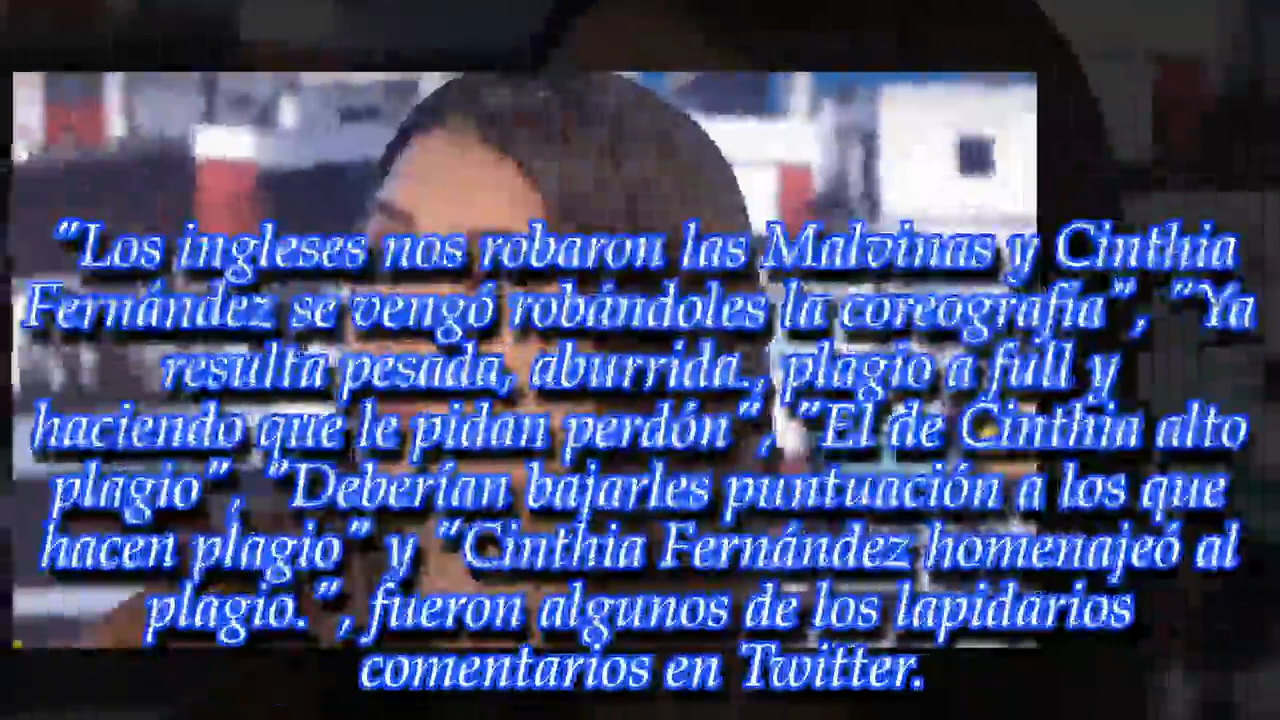 “Los ingleses nos robaron las Malvinas y Cinthia
Fernández se vengó robándoles la coreografía”, “Ya
resulta pesada, aburrida., plagio a full y
haciendo que le pidan perdón”, “El de Cinthia alto
plagio”, “Deberían bajarles puntuación a los que
hacen plagio” y “Cinthia Fernández homenajeó al
plagio.”, fueron algunos de los lapidarios
comentarios en Twitter.